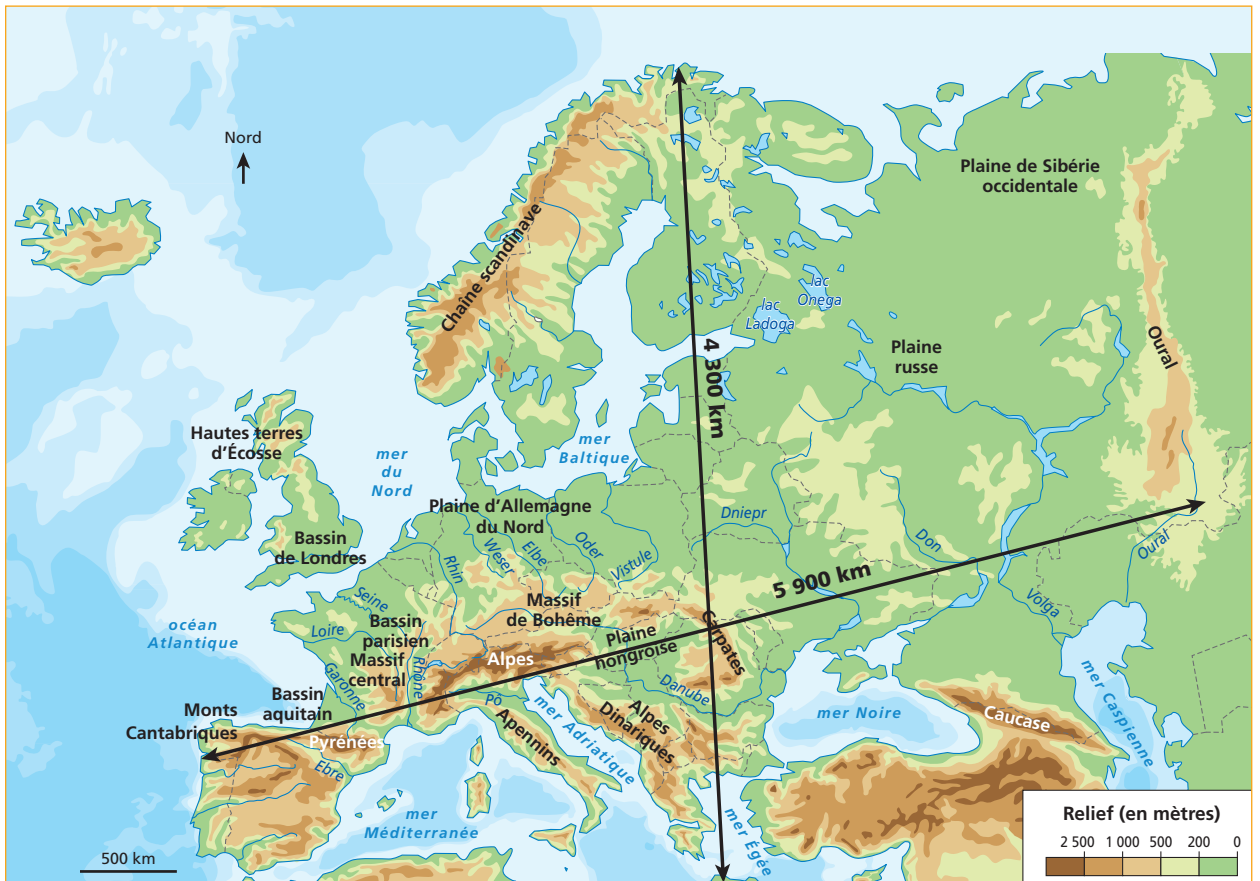 Nord
Plaine de Sibérie
occidentale
Chaîne scandinave
lac
Onega
lac
Ladoga
Oural
Plaine
russe
4 300 km
Hautes terres
d'Écosse
mer
du
Nord
mer
Baltique
Plaine d'Allemagne
du Nord
Bassin
de Londres
Rhin
Weser
Elbe
Oder
Vistule
Dniepr
Don
Oural
Volga
5 900 km
Seine
Loire
Bassin
parisien
Massif
de Bohême
océan
Atlantique
Massif
central
Rhône
Garonne
Alpes
Plaine
hongroise
Carpates
Danube
Bassin
aquitain
Monts
Cantabriques
Pyrénées
Ebre
Pô
Apennins
mer Adriatique
Alpes
Dinariques
mer Noire
Caucase
mer Caspienne
mer
Méditerranée
mer Égée
500 km
Relief (en mètres)
2 500 1 000 500 200 0